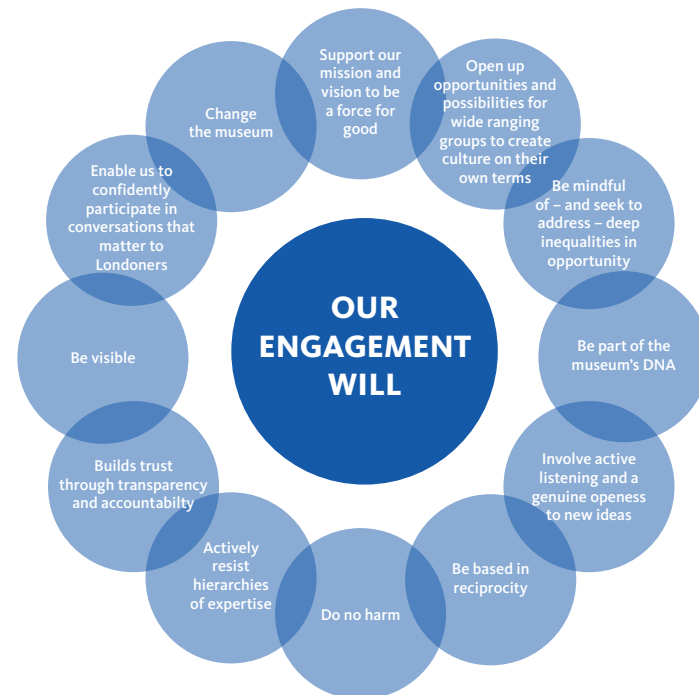 OUR
ENGAGEMENT
WILL
Support our
mission and
vision to be
a force for
good
Open up
opportunities and
possibilities for
wide ranging
groups to create
culture on their
own terms
Be mindful
of – and seek to
address – deep
inequalities in
opportunity
Be part of the
museum's DNA
Involve active
listening and a
genuine openess
to new ideas
Be based in
reciprocity
Do no harm
Actively
resist
hierarchies
of expertise
Builds trust
through transparency
and accountabilty
Be visible
Enable us to
confidently
participate in
conversations that
matter to
Londoners
Change
the museum